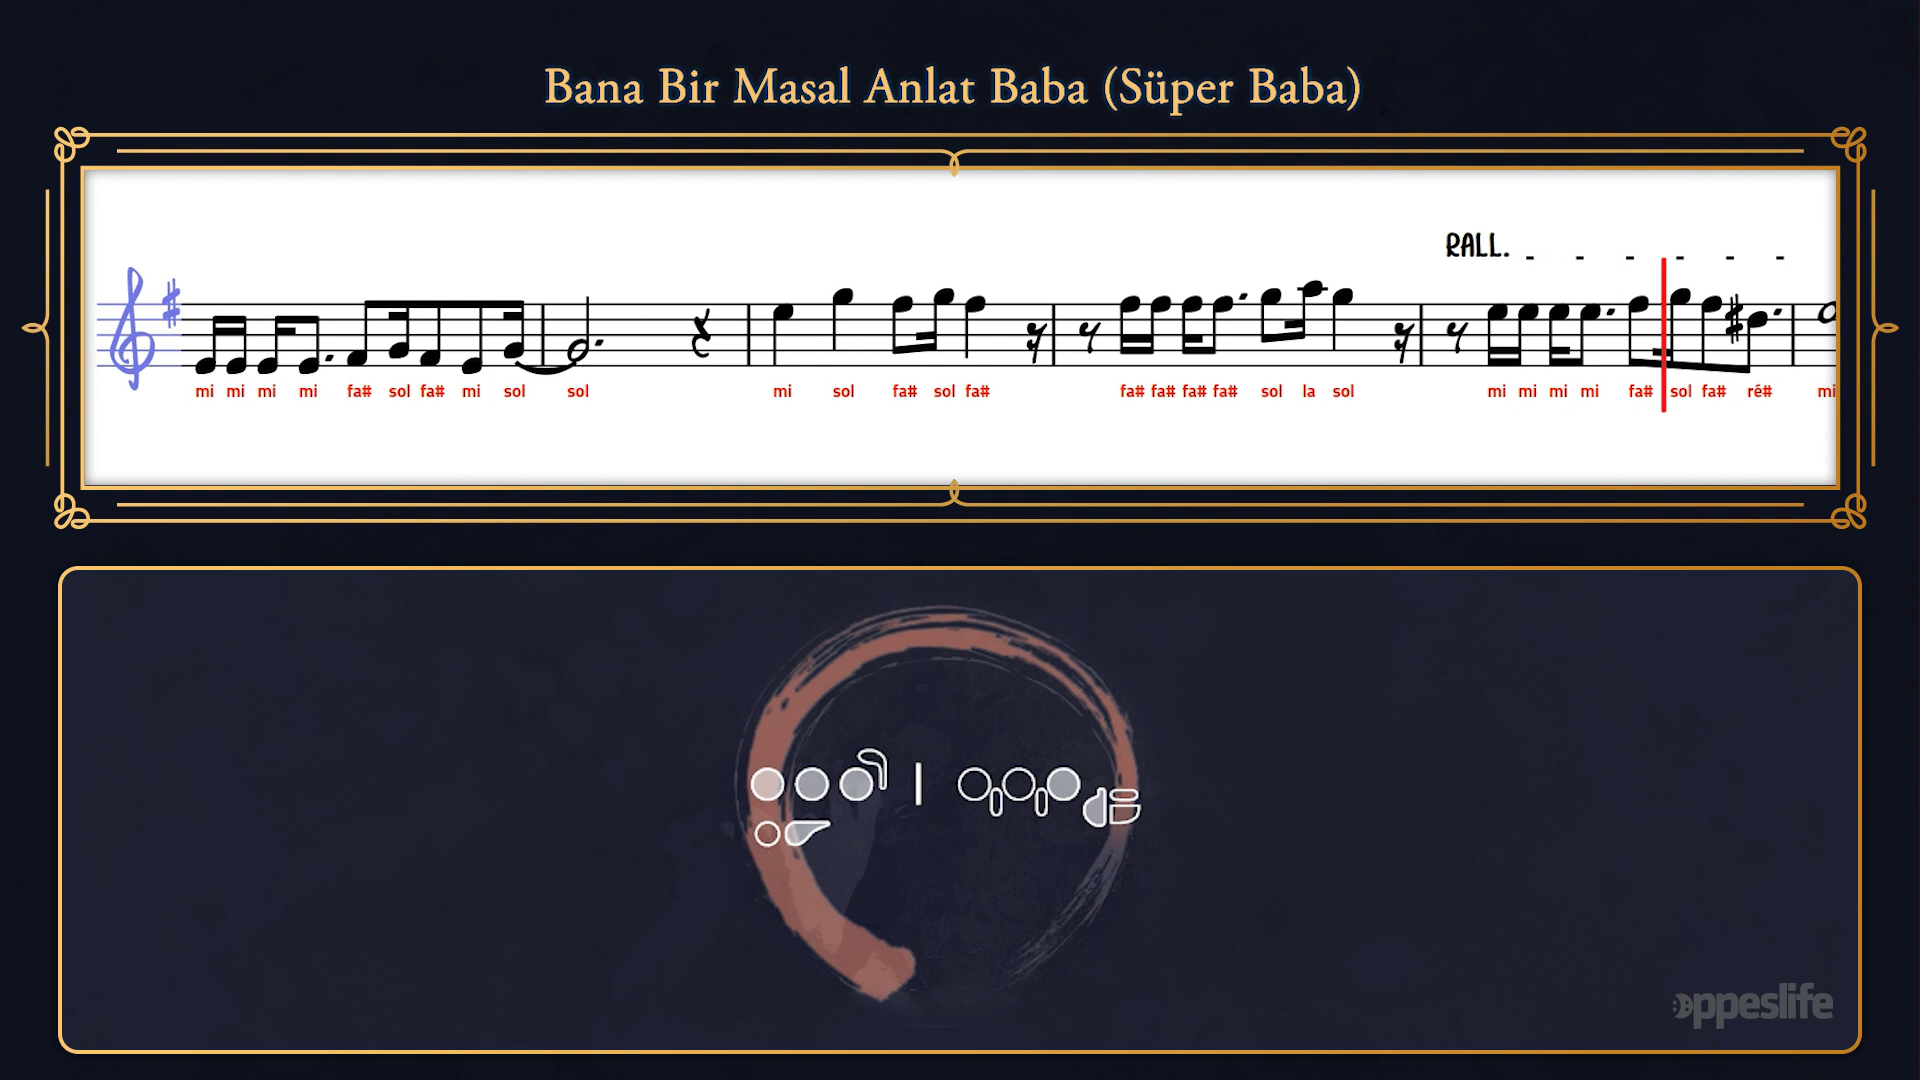 Bana Bir Masal Anlat Baba (Süper Baba)
RALL. - - - - - -
mi mi mi mi fa# sol fa# mi sol sol mi sol fa# sol fa# fa# fa# fa# fa# sol la sol mi mi mi mi fa# sol fa# ré# mi
oppeslife